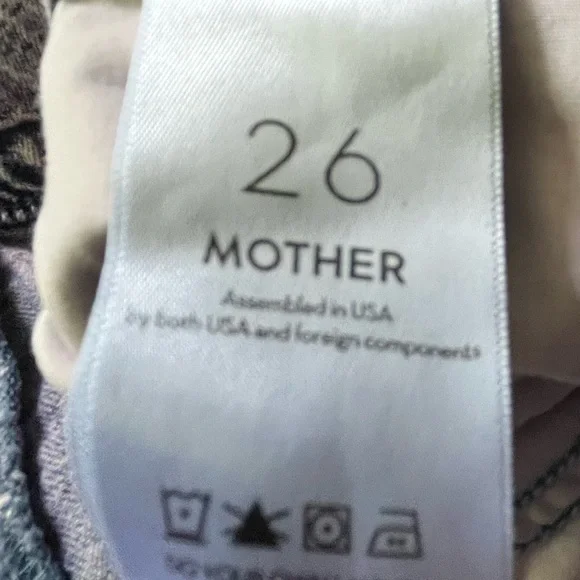 26
MOTHER
Assembled in USA
by both USA and foreign components